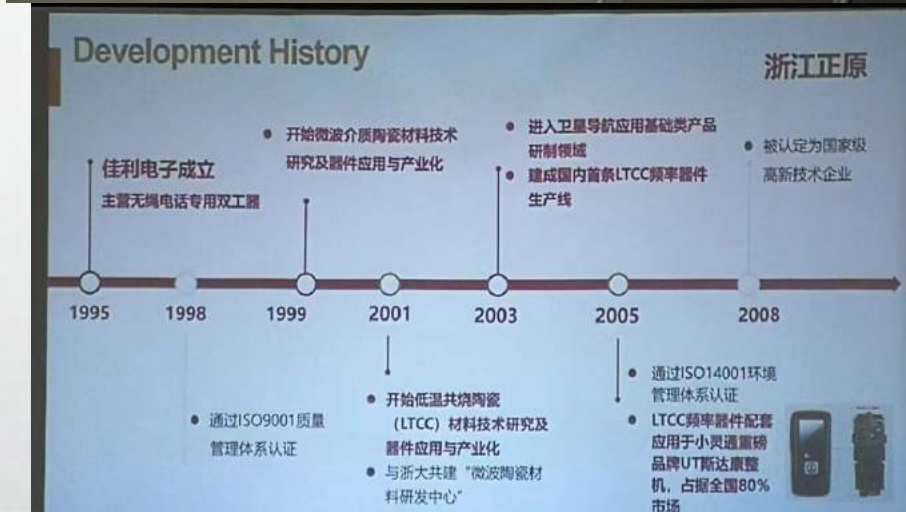 Development History
浙江正原
佳利电子成立
主营无绳电话专用双工器
开始微波介质陶瓷材料技术
研究及器件应用与产业化
进入卫星导航应用基础类产品
研制领域
建成国内首条LTCC频率器件
生产线
被认定为国家级
高新技术企业
1995
1998
1999
2001
2003
2005
2008
通过ISO9001质量
管理体系认证
开始低温共烧陶瓷
（LTCC）材料技术研究及
器件应用与产业化
与浙大共建“微波陶瓷材
料研发中心”
通过ISO14001环境
管理体系认证
LTCC频率器件配套
应用于小灵通重磅
品牌UT斯达康整
机，占据全国80%
市场